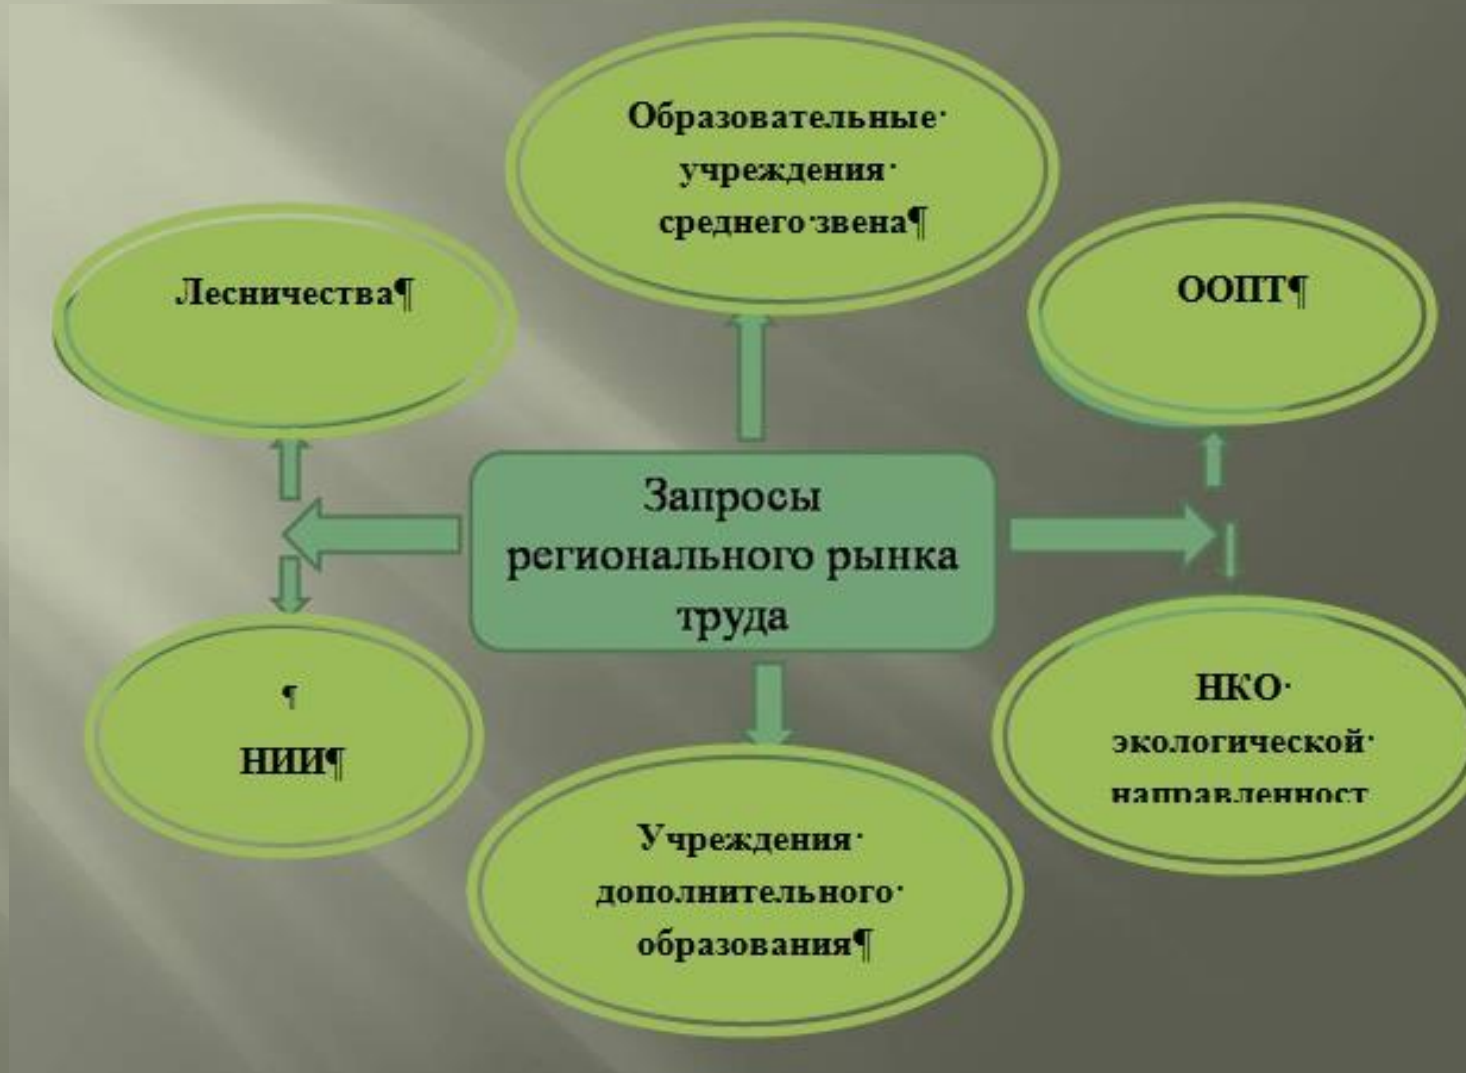 Образовательные·
учреждения·
среднего·звена¶
Лесничества¶
ООПТ¶
Запросы
регионального рынка
труда
¶
НИИ¶
НКО·
экологической·
направленност
Учреждения·
дополнительного·
образования¶